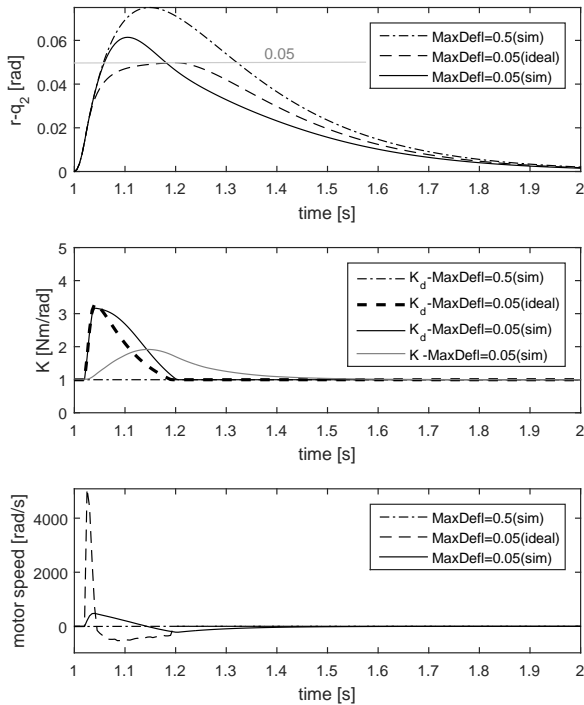 0.05
MaxDefl=0.5(sim)
MaxDefl=0.05(ideal)
MaxDefl=0.05(sim)
r-q2 [rad]
0.06
0.04
0.02
0
1 1.1 1.2 1.3 1.4 1.5 1.6 1.7 1.8 1.9 2
time [s]
Kd-MaxDefl=0.5(sim)
Kd-MaxDefl=0.05(ideal)
Kd-MaxDefl=0.05(sim)
K-MaxDefl=0.05(sim)
K [Nm/rad]
5
4
3
2
1
0
1 1.1 1.2 1.3 1.4 1.5 1.6 1.7 1.8 1.9 2
time [s]
MaxDefl=0.5(sim)
MaxDefl=0.05(ideal)
MaxDefl=0.05(sim)
motor speed [rad/s]
4000
2000
0
1 1.1 1.2 1.3 1.4 1.5 1.6 1.7 1.8 1.9 2
time [s]